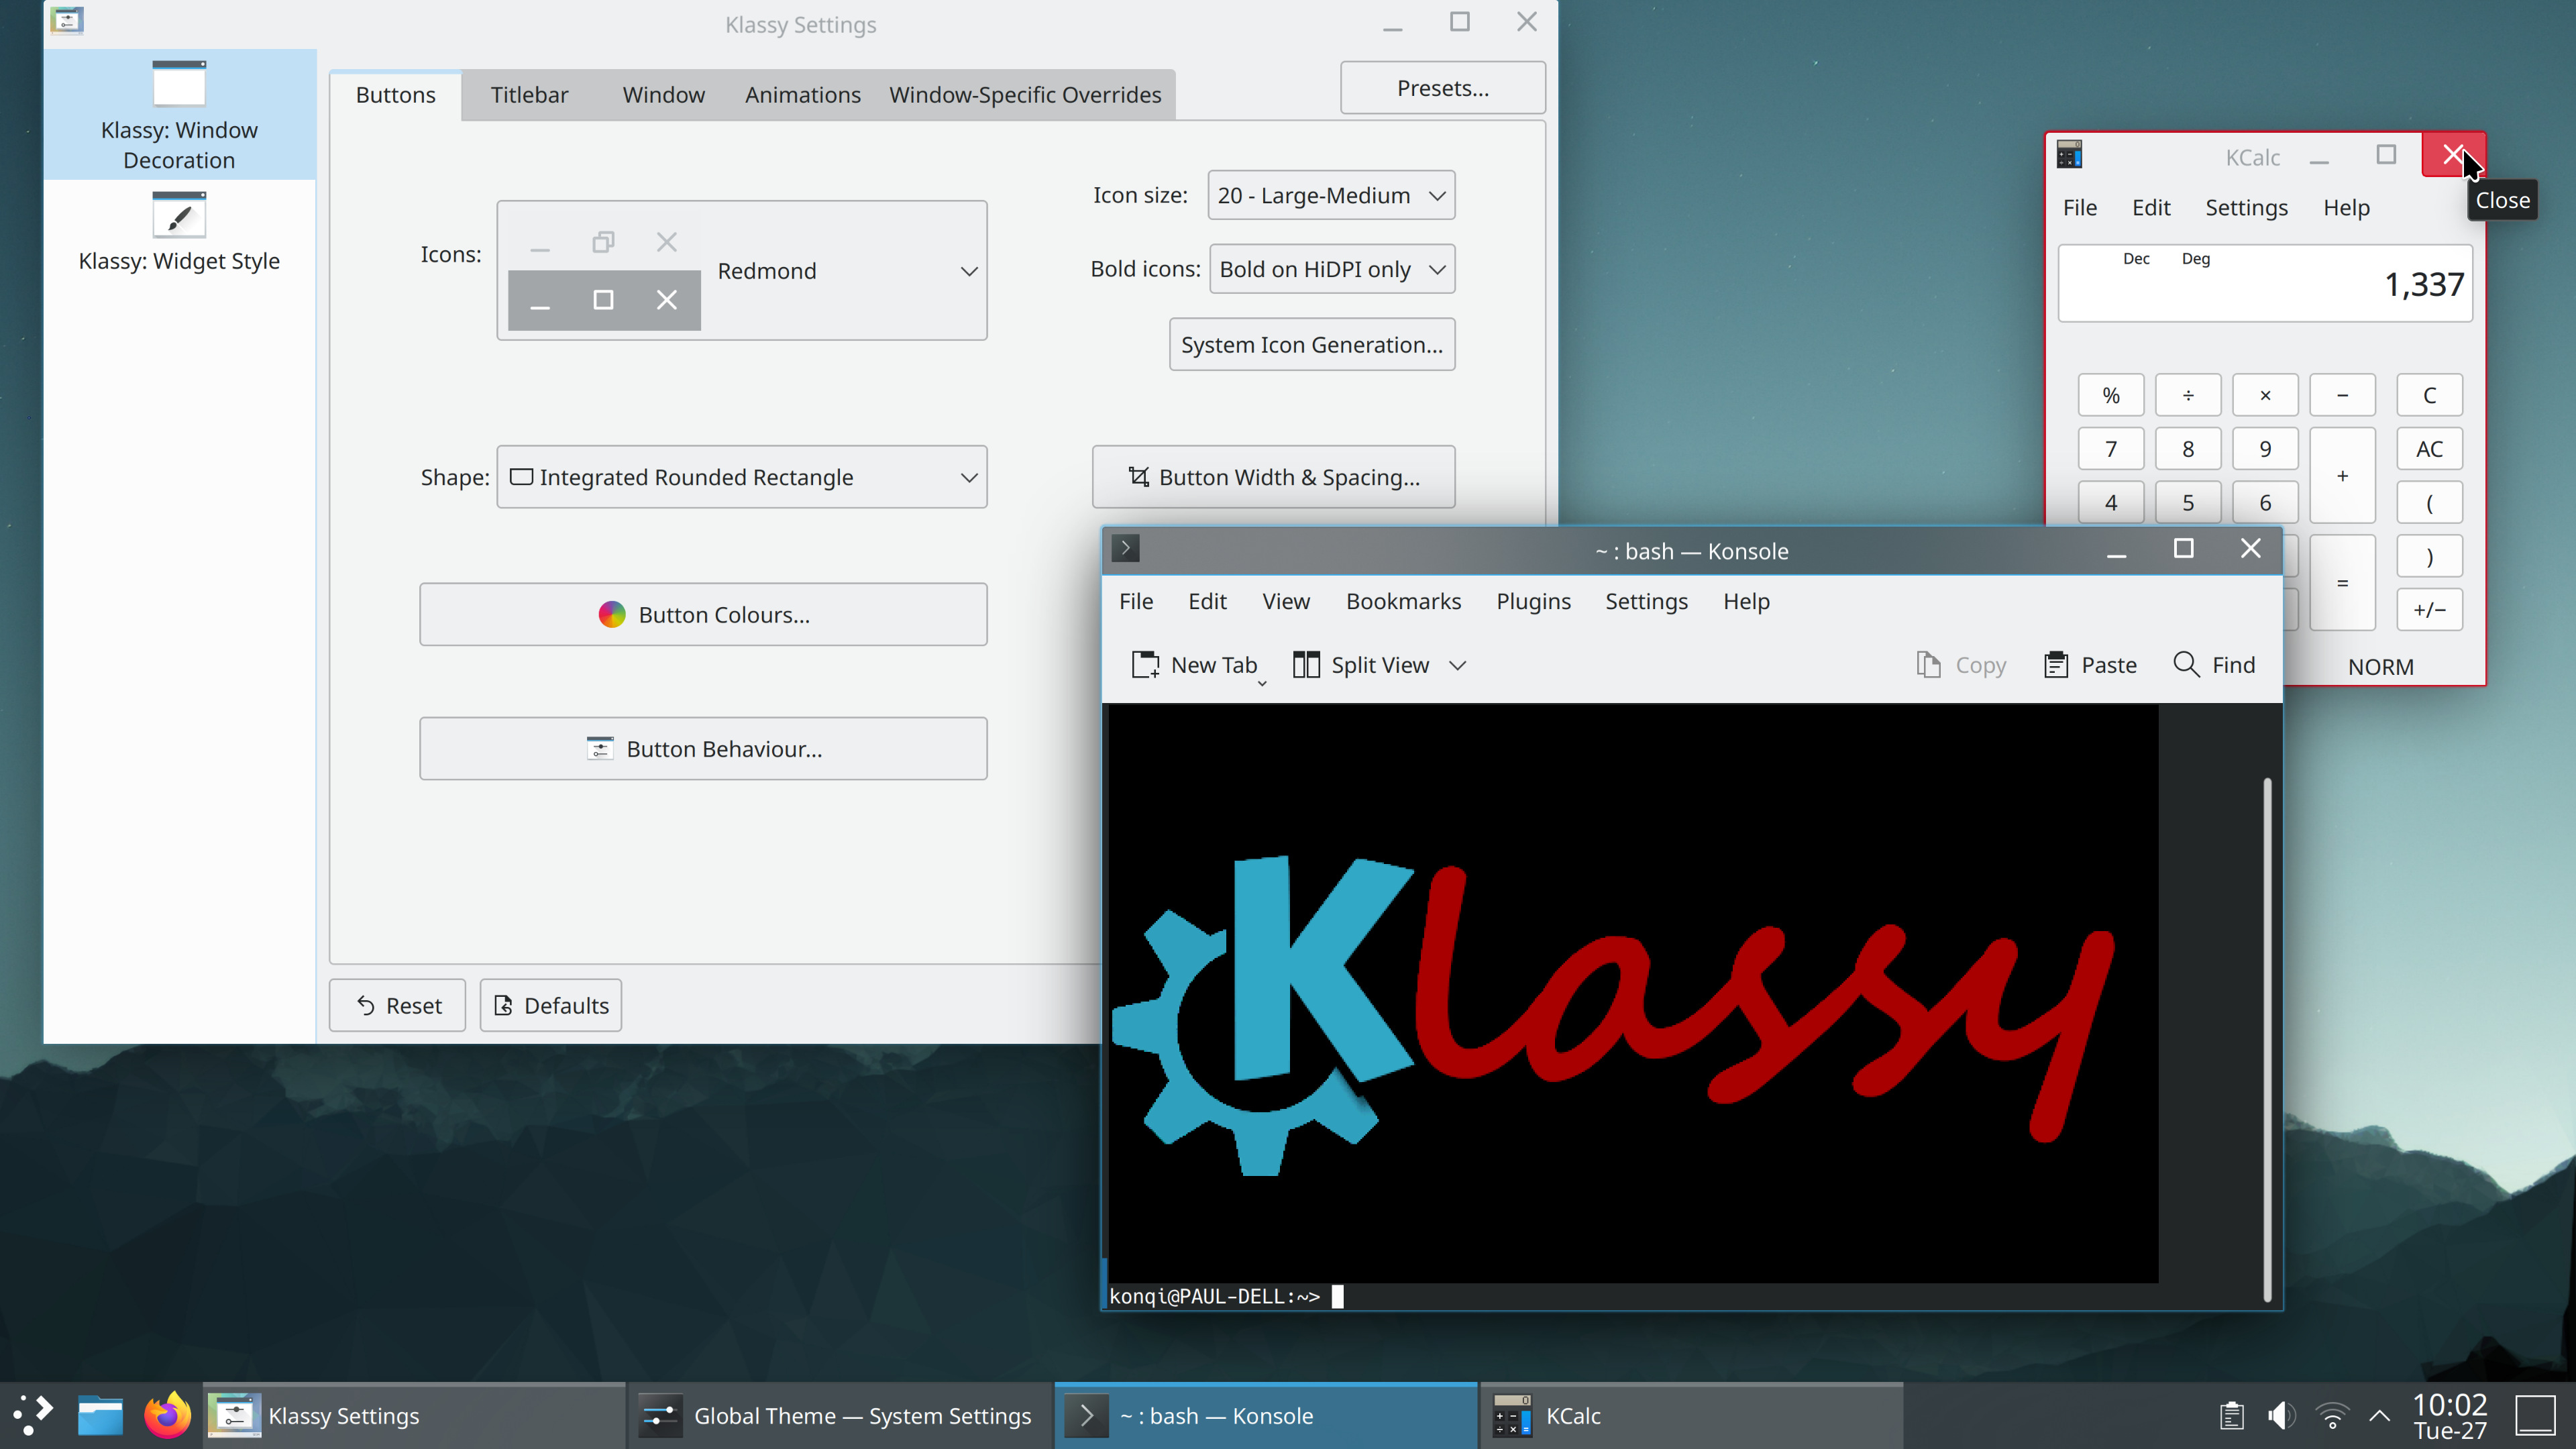 Klassy Settings
Klassy: Window
Decoration
Klassy: Widget Style
Buttons
Titlebar
Window
Animations
Window-Specific Overrides
Presets...
Icons:
Redmond
Icon size:
20 - Large-Medium
Bold icons:
Bold on HiDPI only
System Icon Generation...
Shape:
Integrated Rounded Rectangle
Button Width & Spacing...
Button Colours...
Button Behaviour...
Reset
Defaults
KCalc
Close
File
Edit
Settings
Help
Dec
Deg
1,337
% ÷ × − C
7 8 9 AC
+
4 5 6 (
)
=
+/−
NORM
~ : bash — Konsole
File
Edit
View
Bookmarks
Plugins
Settings
Help
New Tab
Split View
Copy
Paste
Find
Klassy
konqi@PAUL-DELL:~>
Klassy Settings
Global Theme — System Settings
~ : bash — Konsole
KCalc
10:02
Tue-27